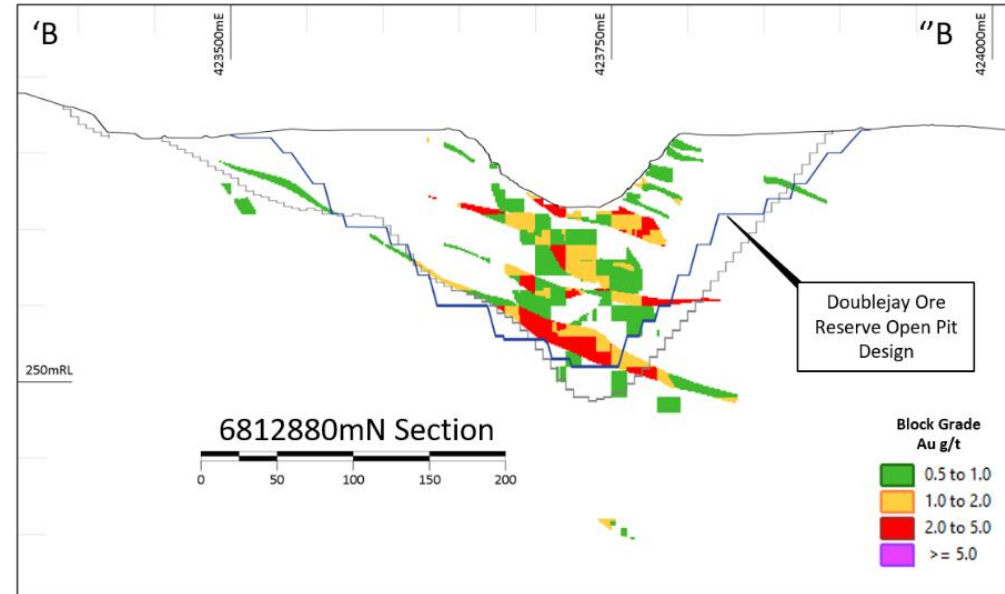 ‘B
423500mE
423750mE
424000mE
‘’B
Doublejay Ore
Reserve Open Pit
Design
250mRL
6812880mN Section
0 50 100 150 200
Block Grade
Au g/t
0.5 to 1.0
1.0 to 2.0
2.0 to 5.0
>= 5.0